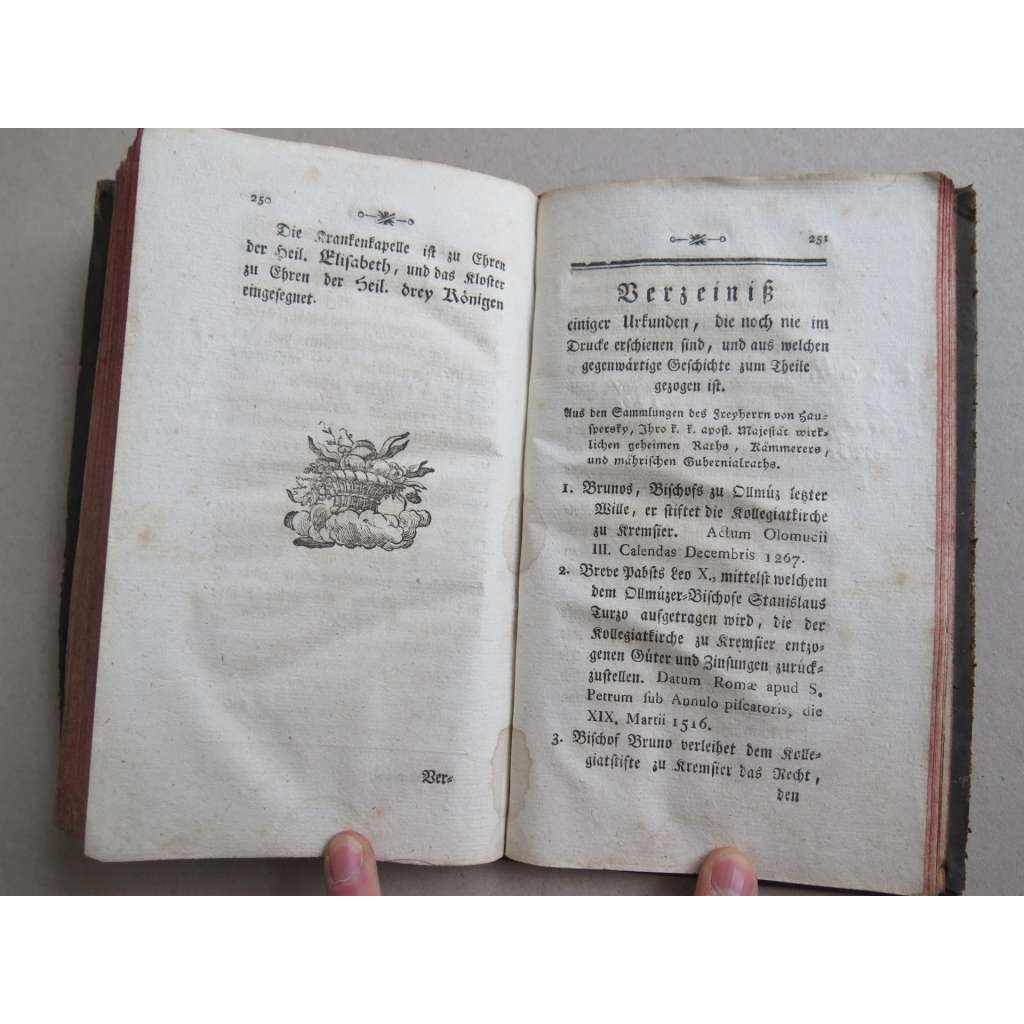 250
Die Krankenkapelle ist zu Ehren
der Heil. Elisabeth, und das Kloster
zu Ehren der Heil. drey Königen
eingesegnet.
Ver-
251
Verzeiniß
einiger Urkunden, die noch nie im
Drucke erschienen sind, und aus welchen
gegenwärtige Geschichte zum Theile
gezogen ist.
Aus den Sammlungen des Freyherrn von Hau-
spersky, Ihro k. k. apost. Majestät wirk-
lichen geheimen Raths, Kämmerers,
und mährischen Gubernialraths.
1. Brunos, Bischofs zu Ollmüz letzter
Wille, er stiftet die Kollegiatkirche
zu Kremsier. Actum Olomucii
III. Calendas Decembris 1267.
2. Breve Pabsts Leo X., mittelst welchem
dem Ollmüzer-Bischofe Stanislaus
Turzo aufgetragen wird, die der
Kollegiatkirche zu Kremsier entzo-
genen Güter und Zinsungen zurück-
zustellen. Datum Romæ apud S.
Petrum ſub Annulo piſcatoris, die
XIX. Martii 1516.
3. Bischof Bruno verleihet dem Kolle-
giatstifte zu Kremsier das Recht,
den